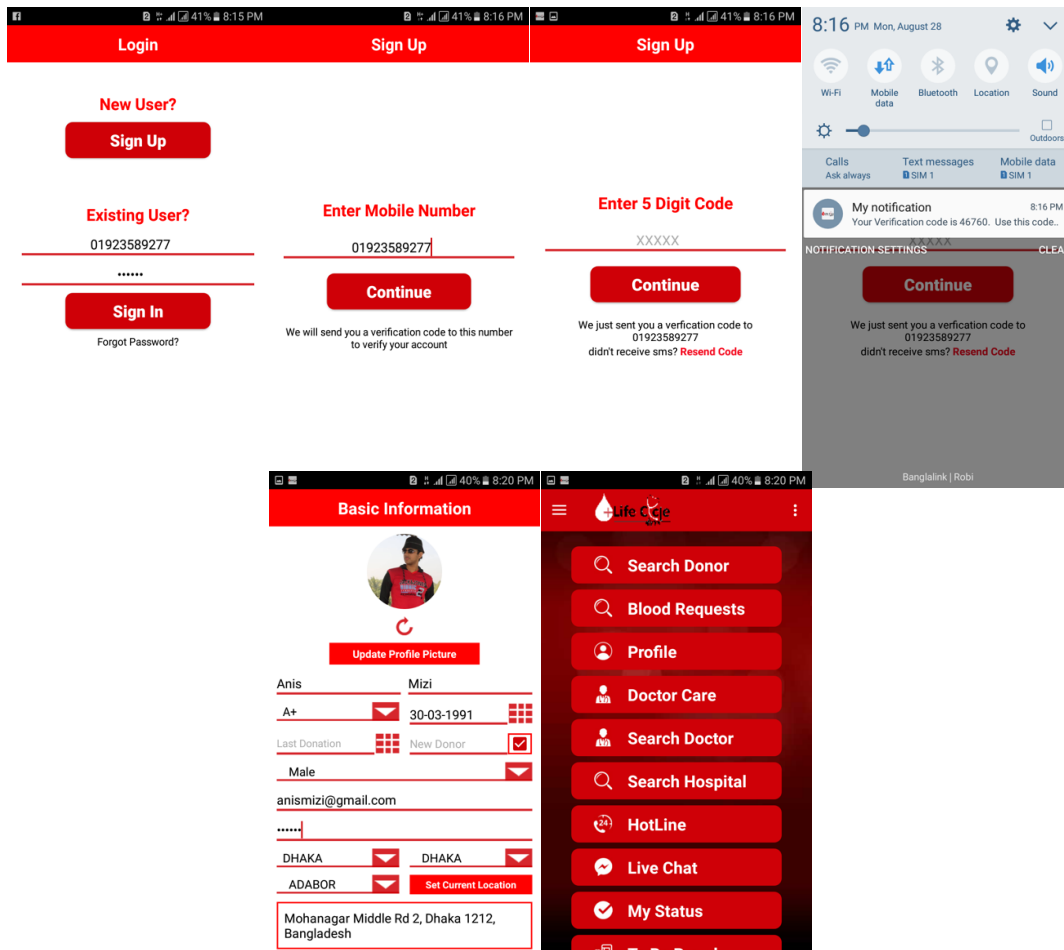 41% 8:15 PM
Login
New User?
Sign Up
Existing User?
01923589277
••••••
Sign In
Forgot Password?
41% 8:16 PM
Sign Up
Enter Mobile Number
01923589277
Continue
We will send you a verification code to this number
to verify your account
41% 8:16 PM
Sign Up
Enter 5 Digit Code
XXXXX
Continue
We just sent you a verfication code to
01923589277
didn't receive sms? Resend Code
8:16 PM Mon, August 28
Wi-Fi Mobile data Bluetooth Location Sound
Outdoors
Calls Text messages Mobile data
Ask always SIM 1 SIM 1
My notification 8:16 PM
Your Verification code is 46760. Use this code..
XXXXX
NOTIFICATION SETTINGS CLEA
Continue
We just sent you a verfication code to
01923589277
didn't receive sms? Resend Code
Banglalink | Robi
40% 8:20 PM
Basic Information
Update Profile Picture
Anis Mizi
A+ 30-03-1991
Last Donation New Donor
Male
anismizi@gmail.com
••••••
DHAKA DHAKA
ADABOR Set Current Location
Mohanagar Middle Rd 2, Dhaka 1212,
Bangladesh
40% 8:20 PM
Life Cycle
Search Donor
Blood Requests
Profile
Doctor Care
Search Doctor
Search Hospital
24 HotLine
Live Chat
My Status